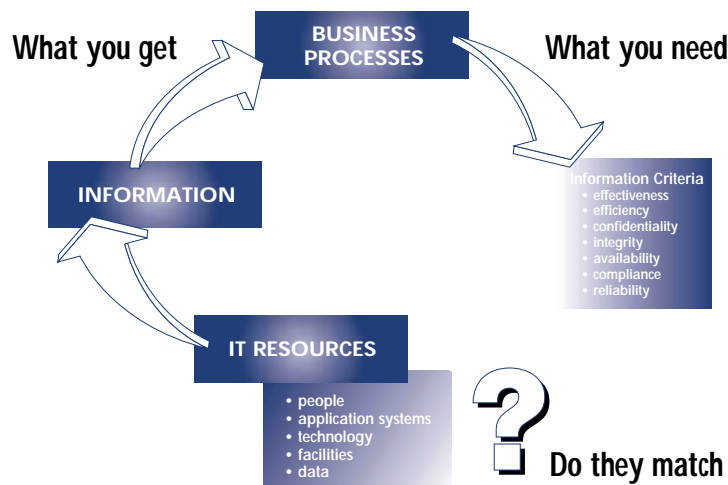 What you get
BUSINESS
PROCESSES
What you need
INFORMATION
Information Criteria
• effectiveness
• efficiency
• confidentiality
• integrity
• availability
• compliance
• reliability
IT RESOURCES
• people
• application systems
• technology
• facilities
• data
?
Do they match